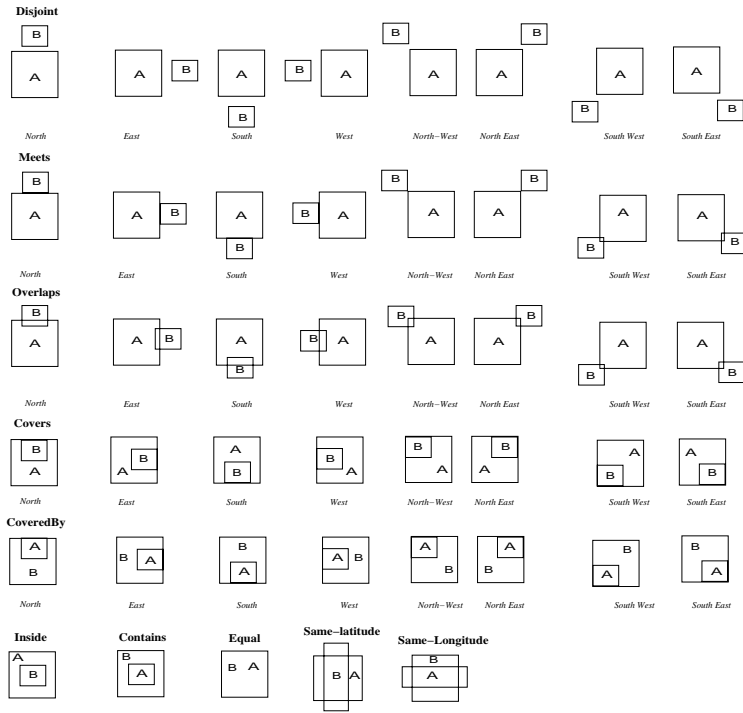 Disjoint
B B B
A A B B A A A A A
B B B
North East South West North−West North East South West South East
Meets
B B B
A A B A B A A A A A
B B B
North East South West North−West North East South West South East
Overlaps
B B B
A A B A B A A A A A
B B B
North East South West North−West North East South West South East
Covers
B A B B A A
A A B B A A A B B
North East South West North−West North East South West South East
CoveredBy
A B A B A A A B B
B A A B B A A
North East South West North−West North East South West South East
Inside Contains Equal Same−latitude Same−Longitude
A B B
B A B A B A A